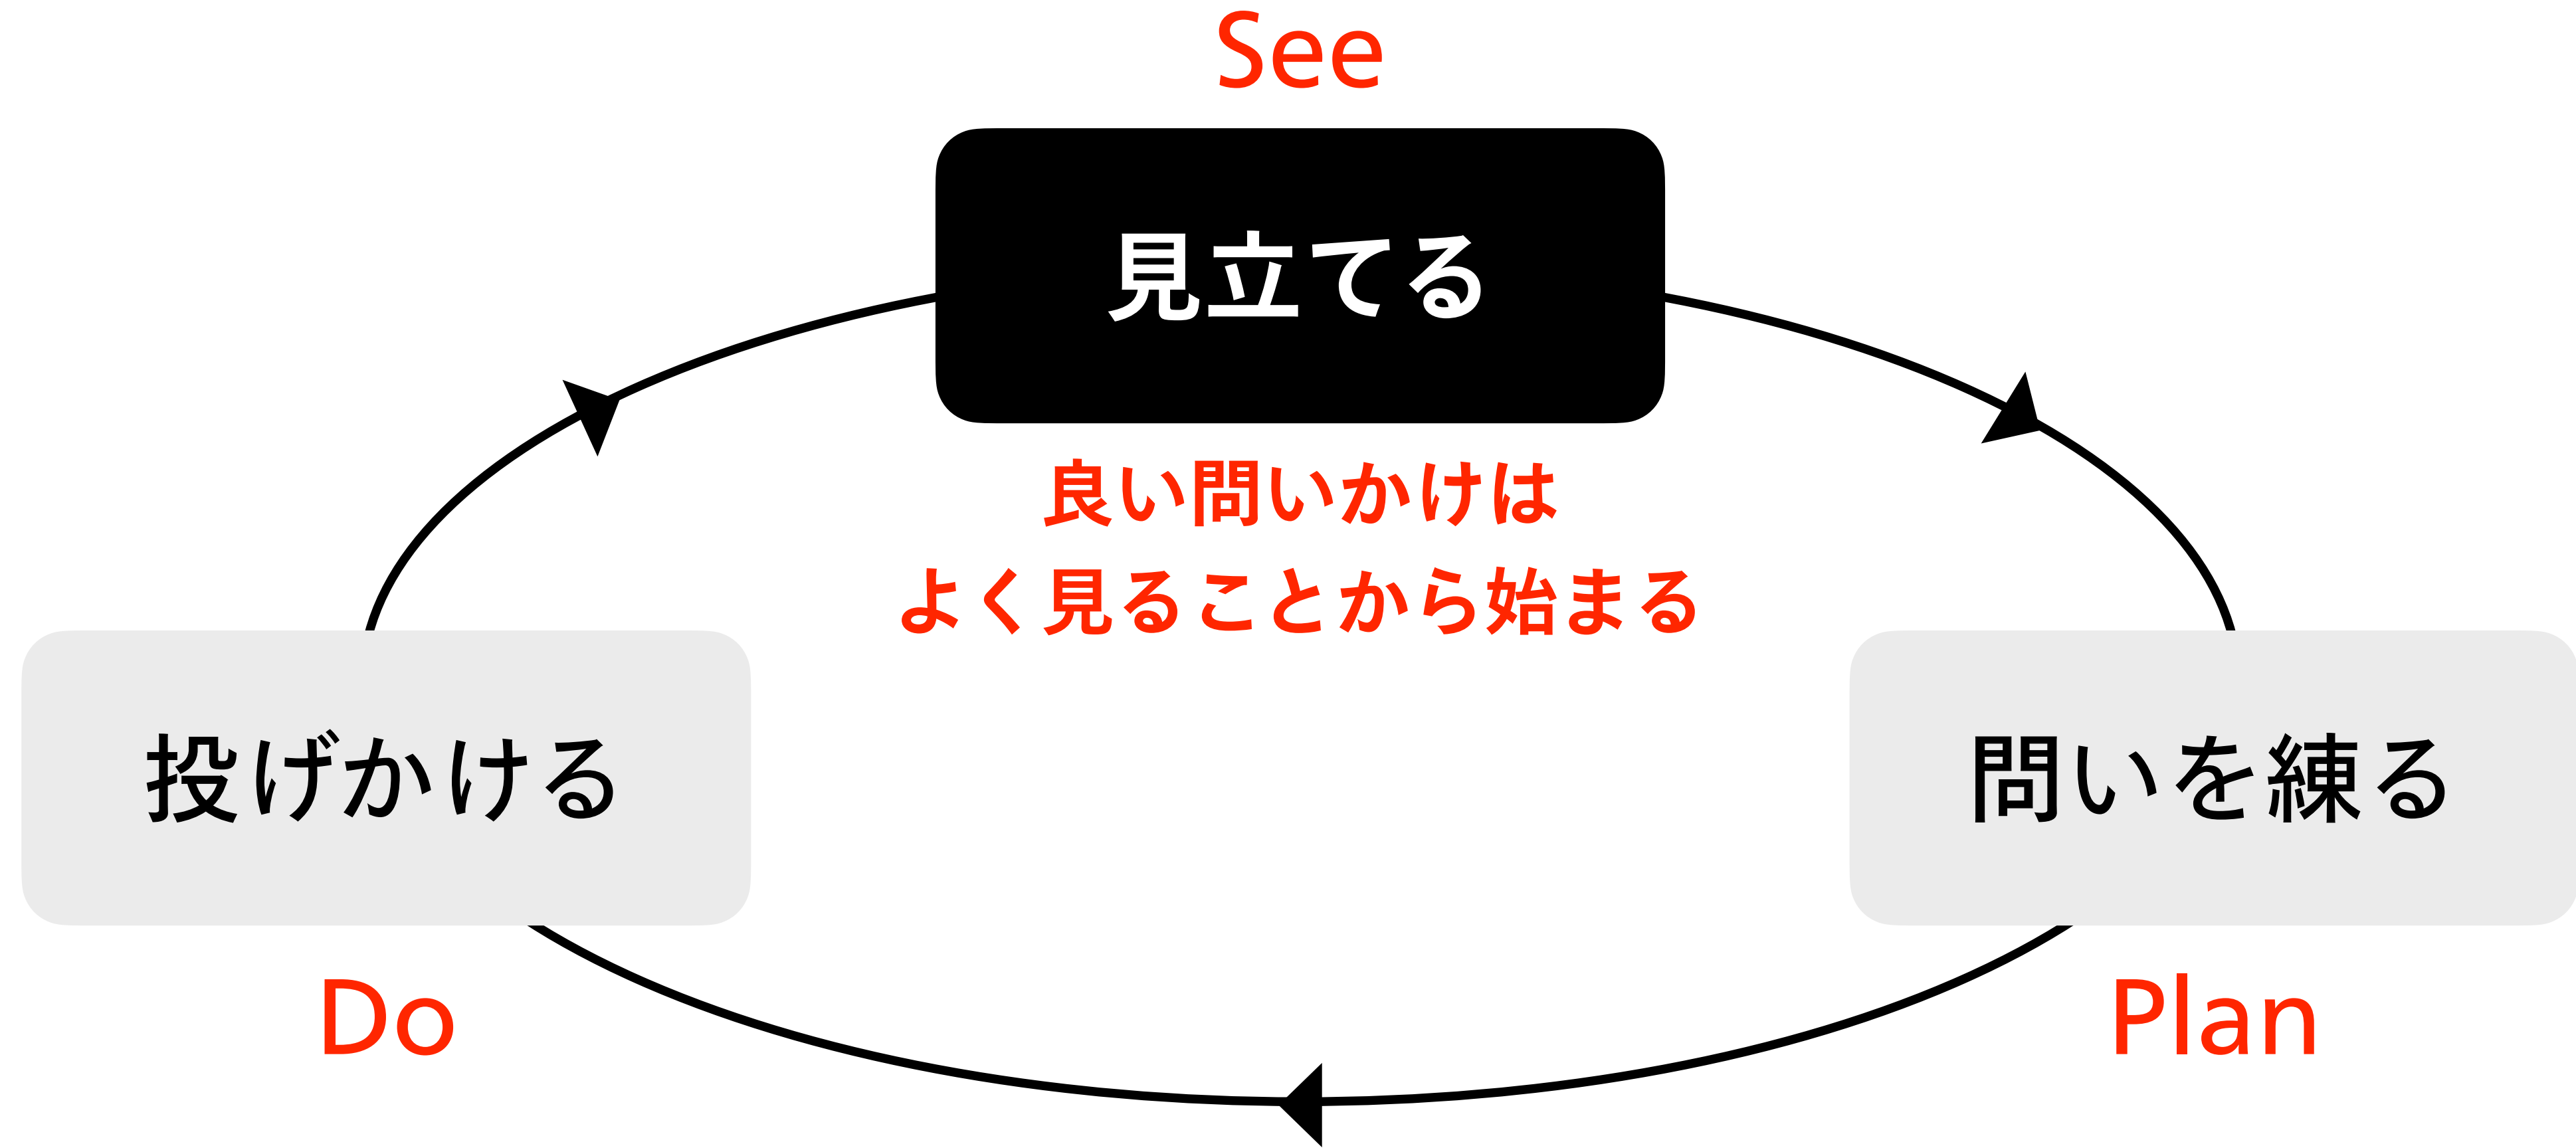 See
見立てる
良い問いかけは
よく見ることから始まる
投げかける
問いを練る
Do
Plan